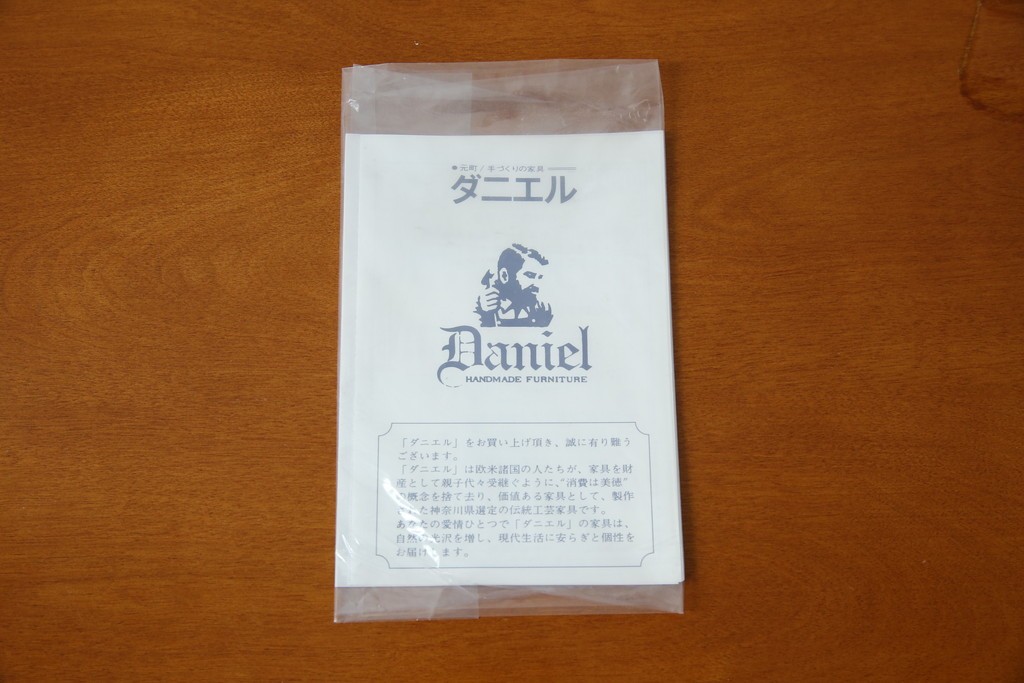 ●元町/手づくりの家具
ダニエル
Daniel
HANDMADE FURNITURE
「ダニエル」をお買い上げ頂き、誠に有り難う
ございます。
「ダニエル」は欧米諸国の人たちが、家具を財
産として親子代々受継ぐように、“消費は美徳”
の概念を捨て去り、価値ある家具として、製作
された神奈川県選定の伝統工芸家具です。
あなたの愛情ひとつで「ダニエル」の家具は、
自然の光沢を増し、現代生活に安らぎと個性を
お届けします。